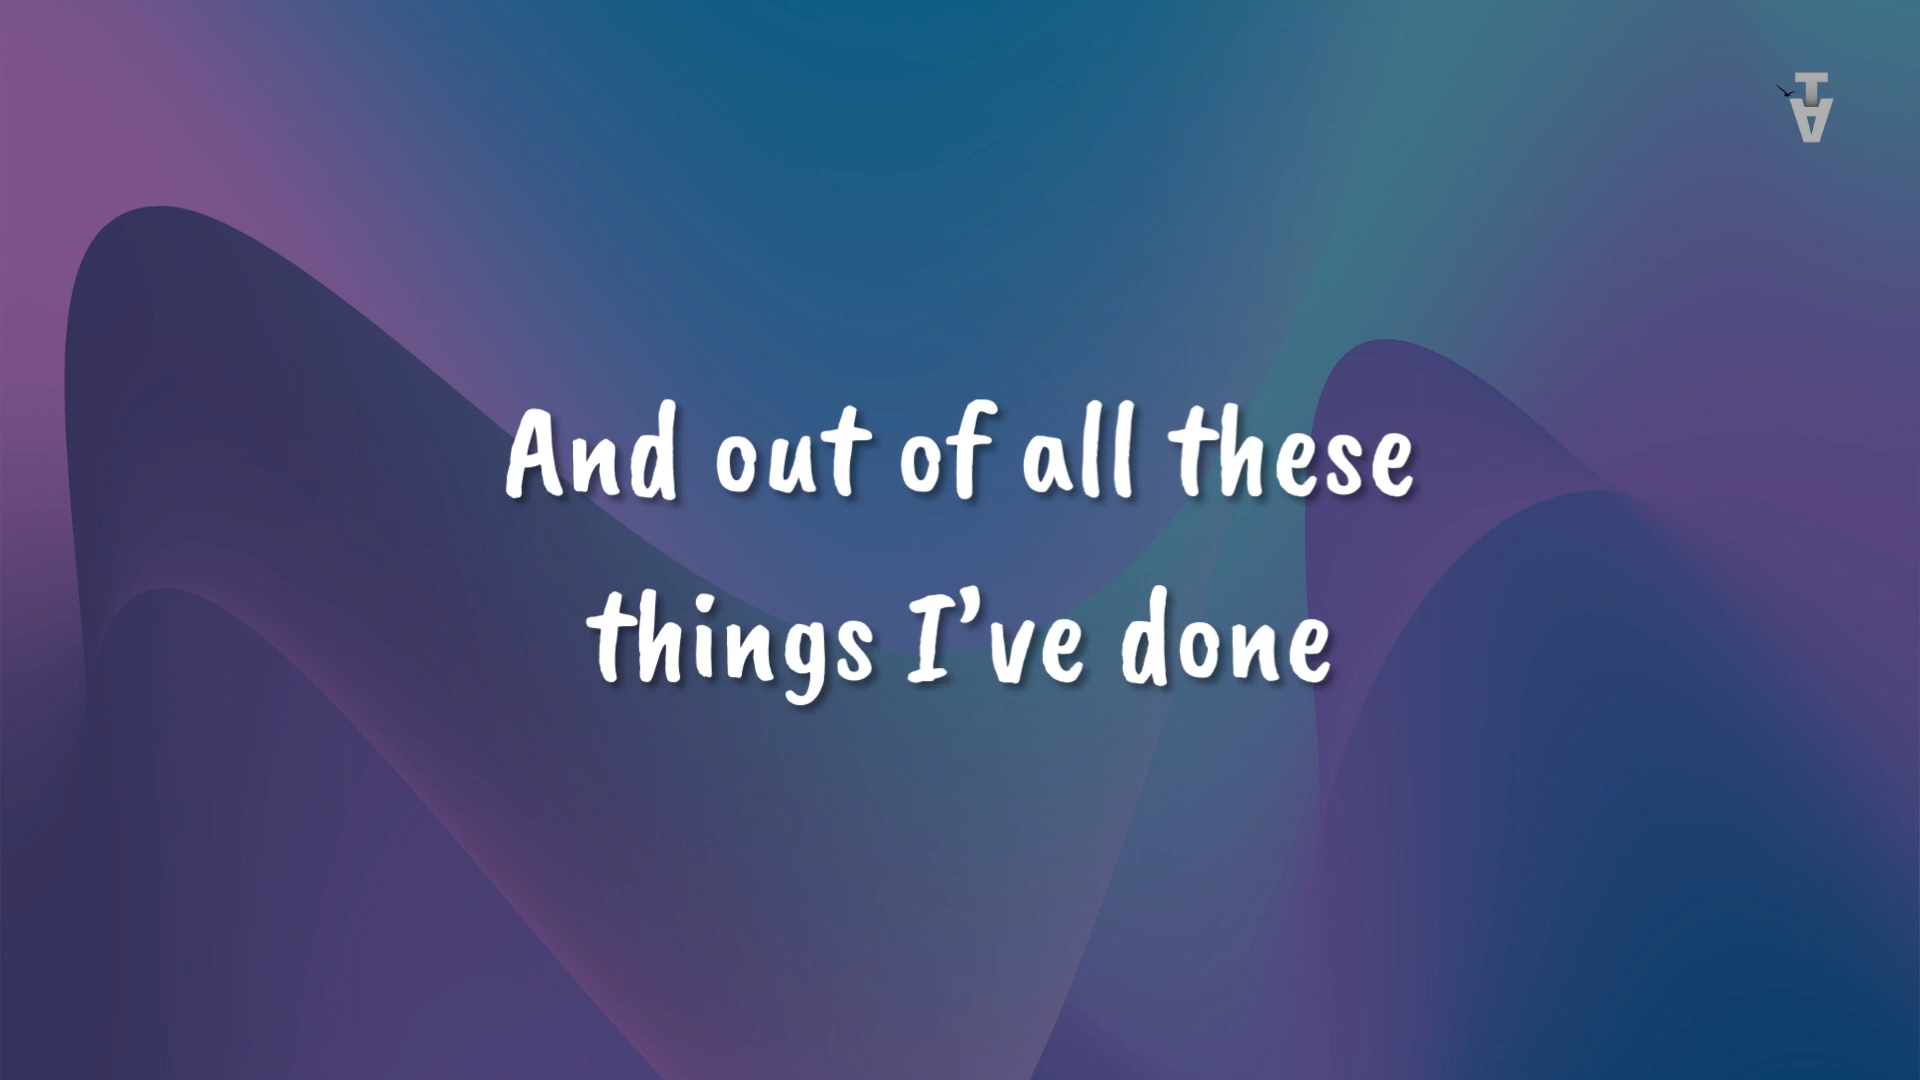 And out of all these
things I’ve done